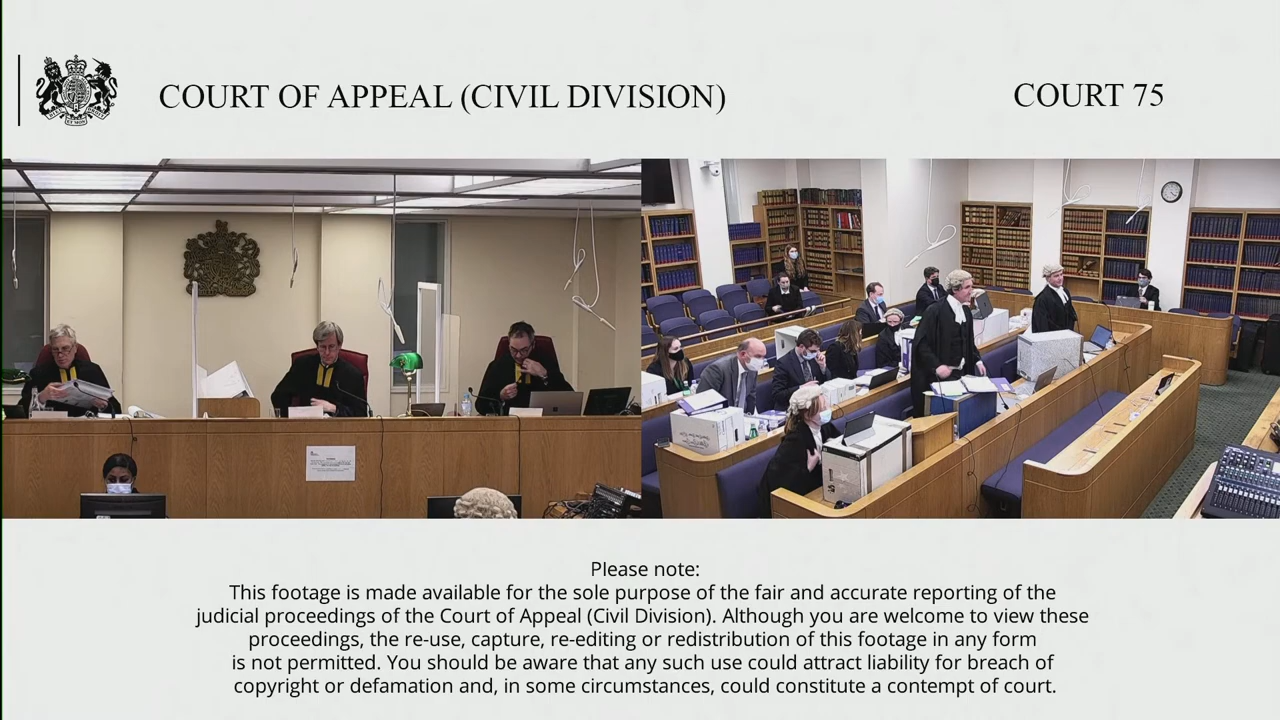 COURT OF APPEAL (CIVIL DIVISION)
COURT 75
Please note:
This footage is made available for the sole purpose of the fair and accurate reporting of the
judicial proceedings of the Court of Appeal (Civil Division). Although you are welcome to view these
proceedings, the re-use, capture, re-editing or redistribution of this footage in any form
is not permitted. You should be aware that any such use could attract liability for breach of
copyright or defamation and, in some circumstances, could constitute a contempt of court.